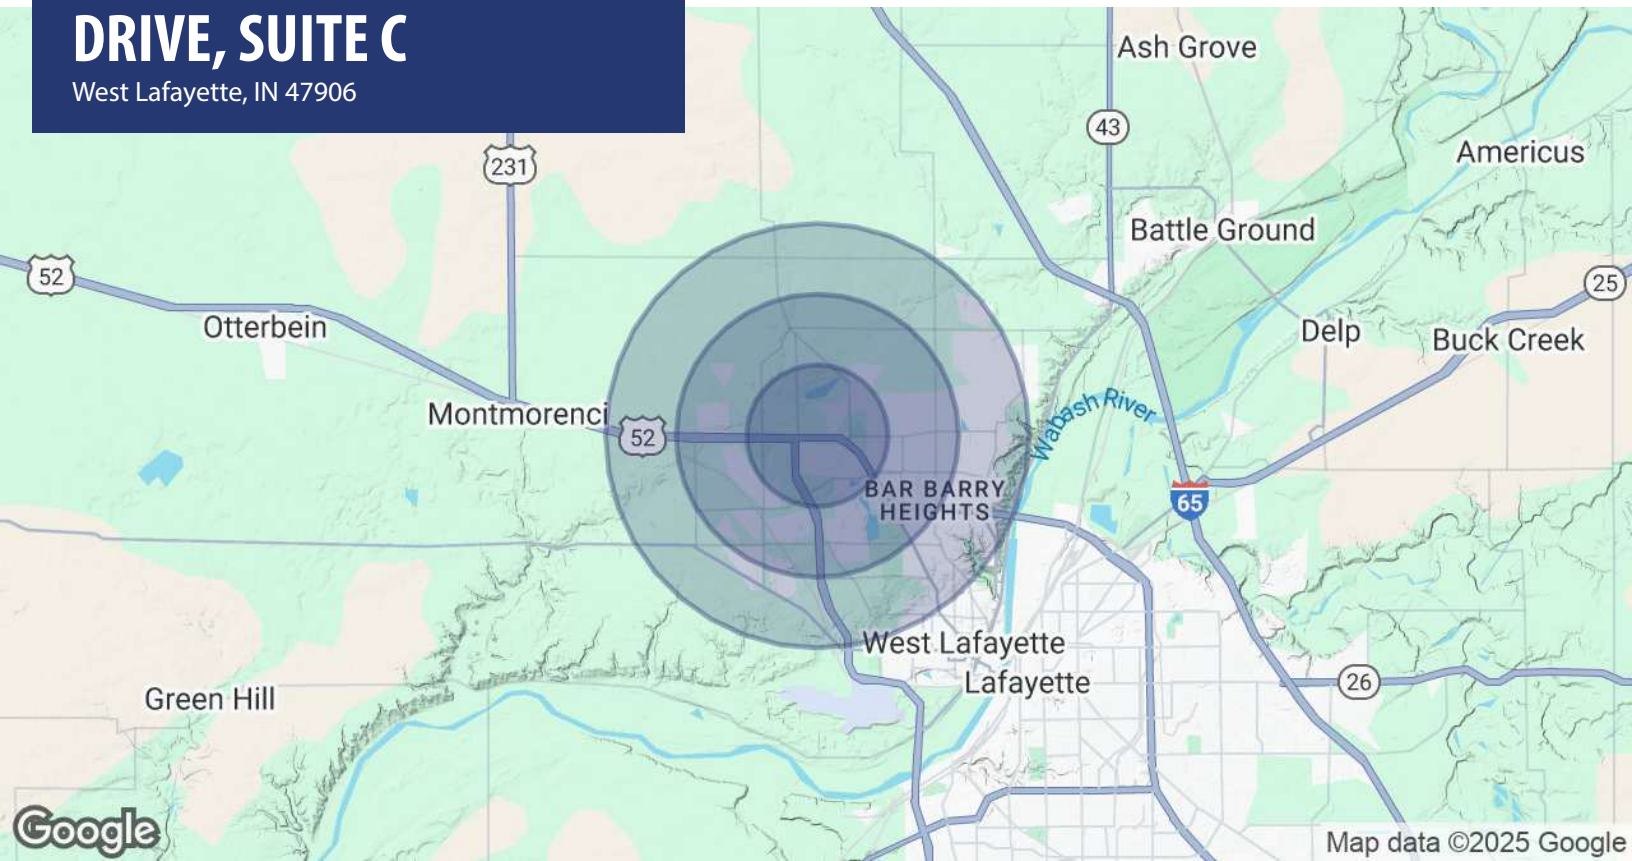 DRIVE, SUITE C
West Lafayette, IN 47906
Ash Grove
43
Americus
231
Battle Ground
52
25
Otterbein
Delp
Buck Creek
Montmorenci
52
Wabash River
BAR BARRY
HEIGHTS
65
West Lafayette
Lafayette
26
Green Hill
Google
Map data ©2025 Google